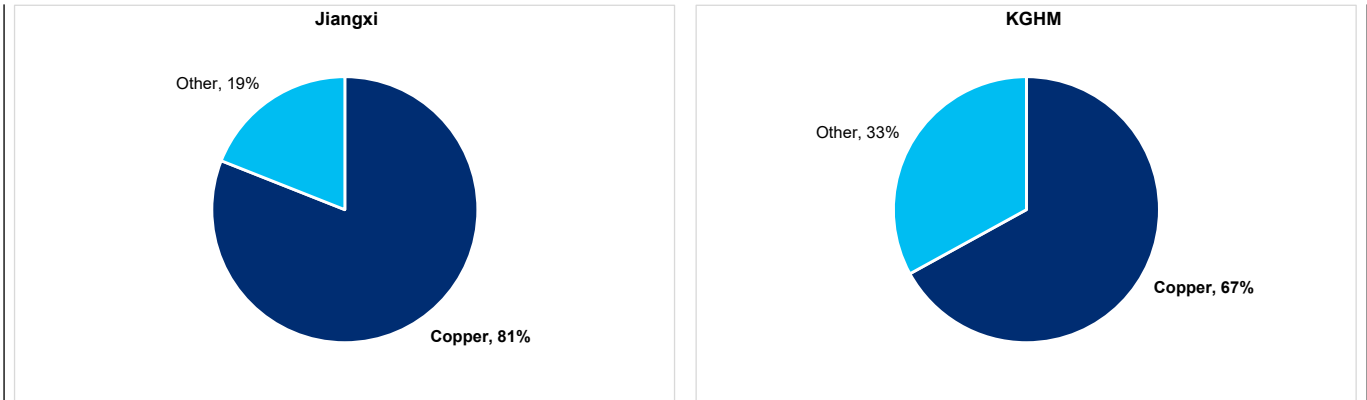 Jiangxi
Other, 19%
Copper, 81%
KGHM
Other, 33%
Copper, 67%